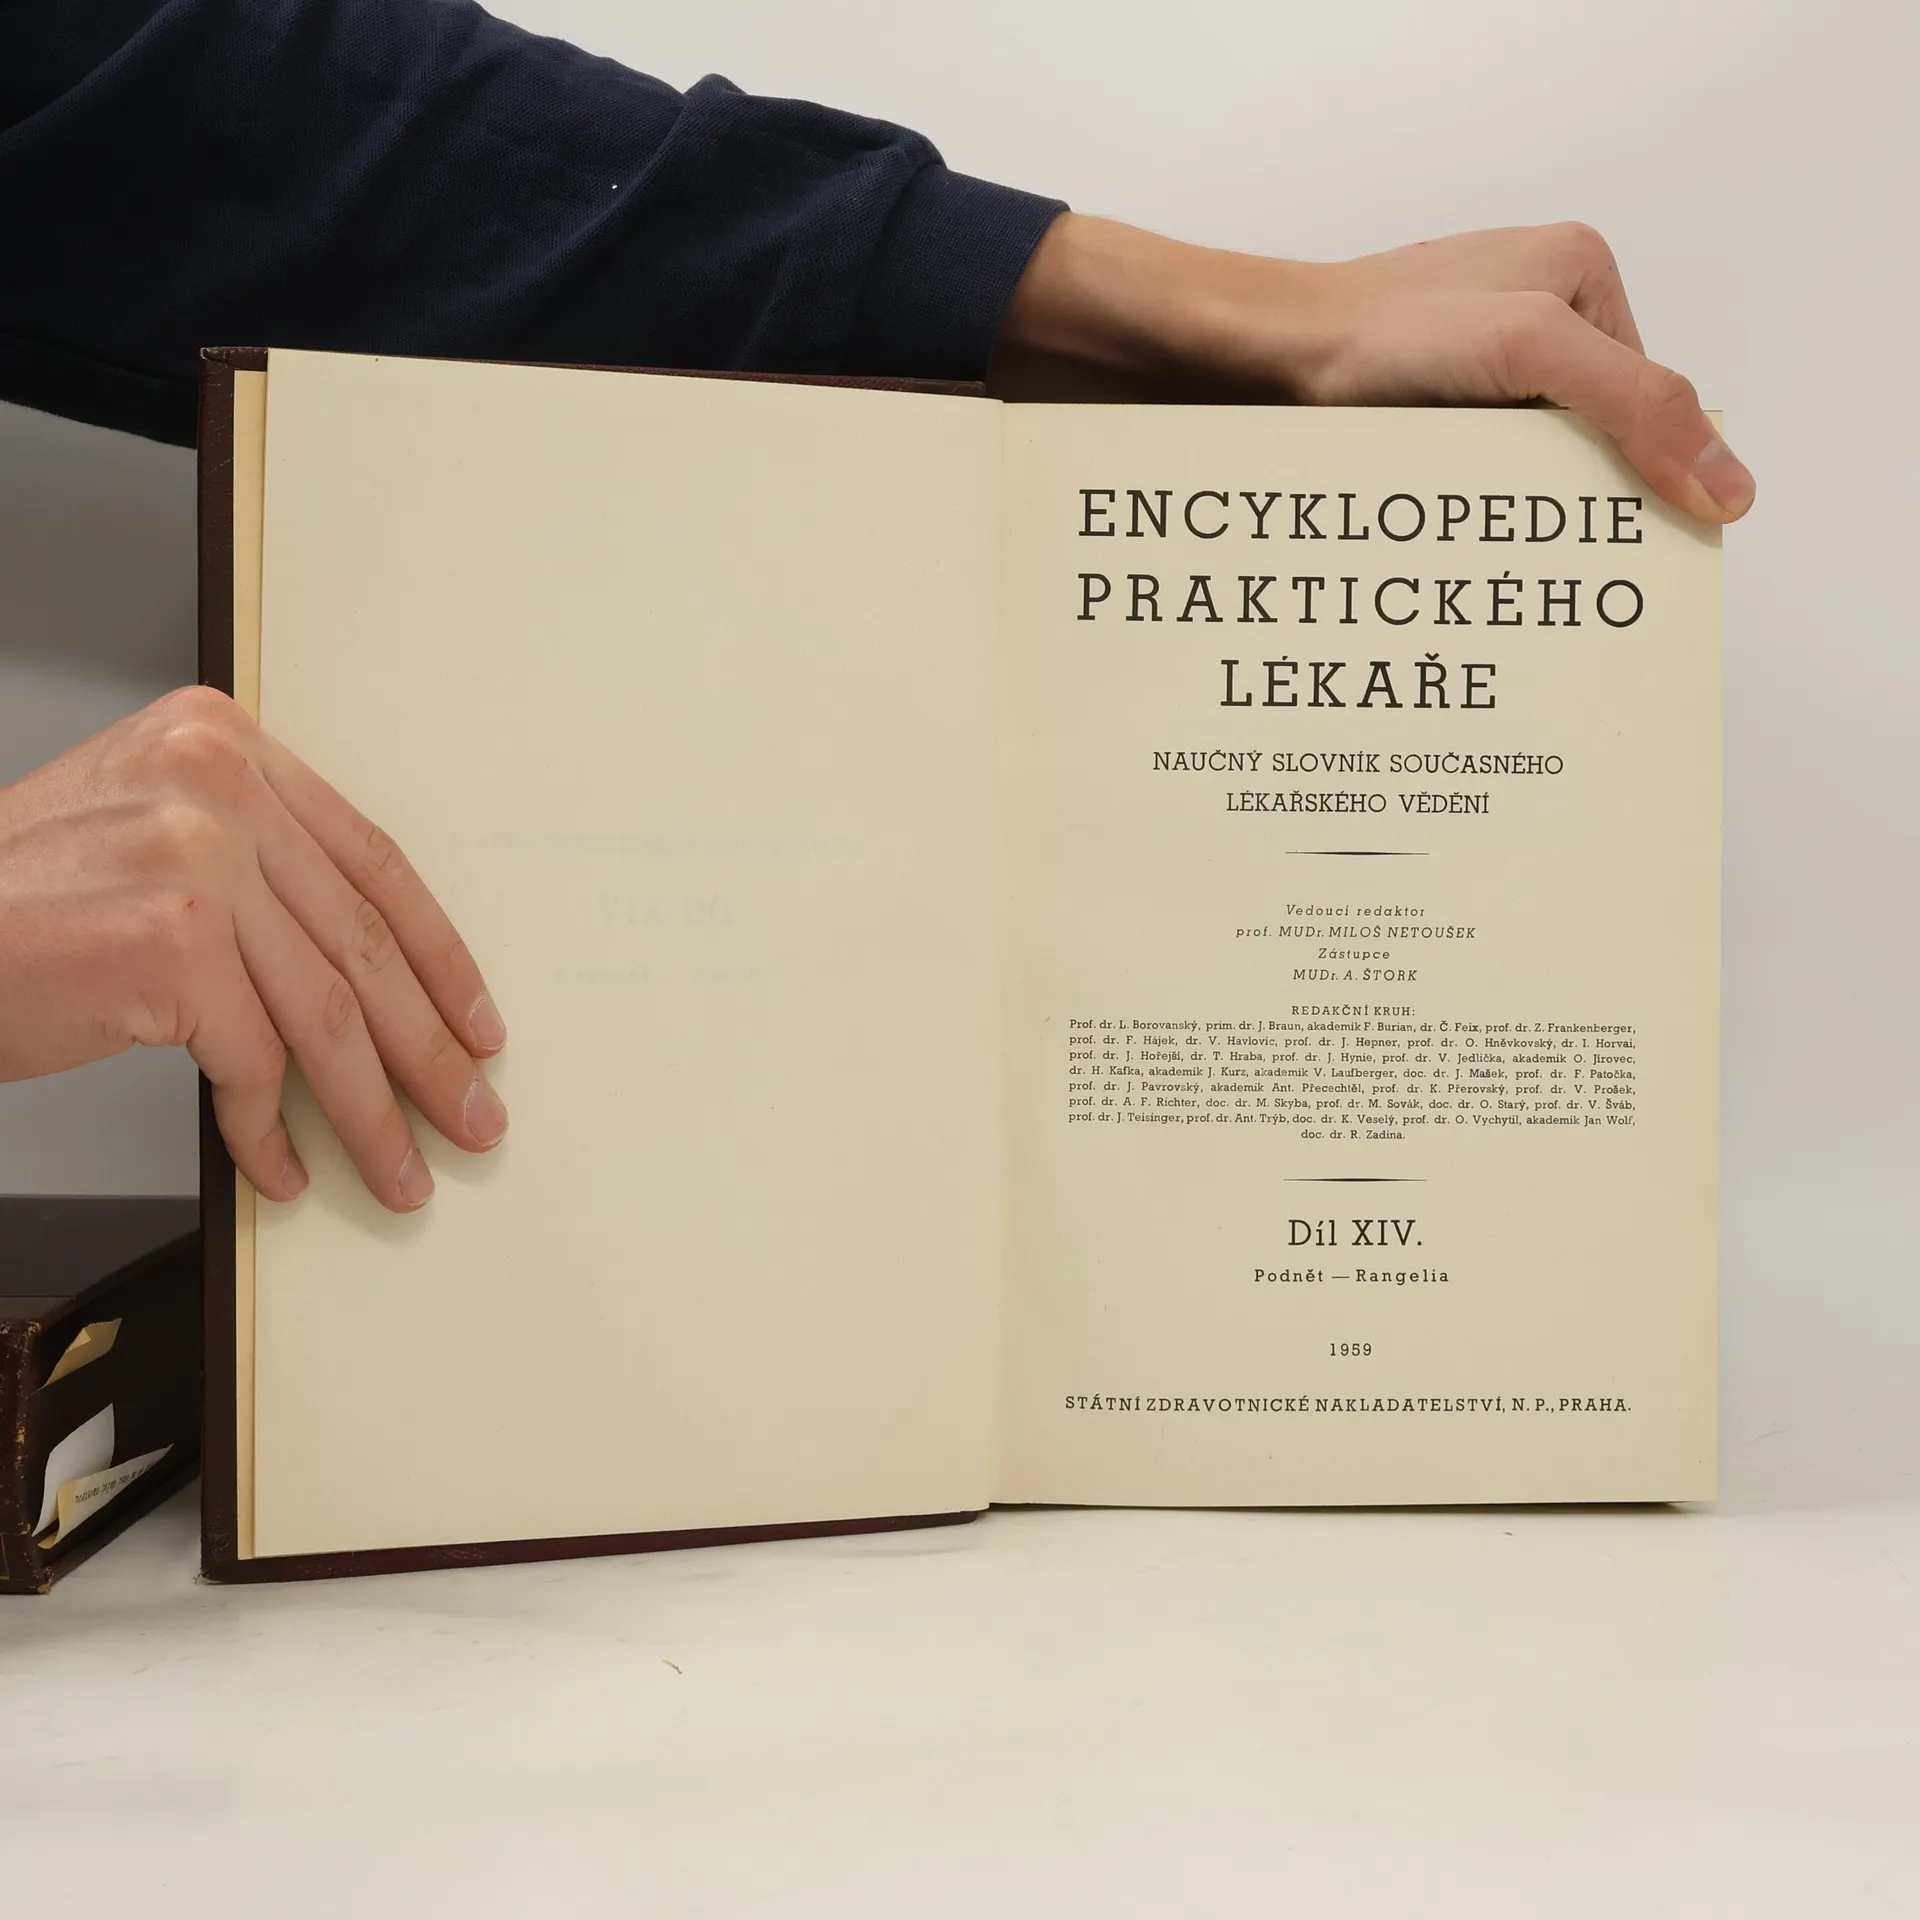 ENCYKLOPEDIE
PRAKTICKÉHO
LÉKAŘE
NAUČNÝ SLOVNÍK SOUČASNÉHO
LÉKAŘSKÉHO VĚDĚNÍ
Vedoucí redaktor
prof. MUDr. MILOŠ NETOUŠEK
Zástupce
MUDr. A. ŠTORK
REDAKČNÍ KRUH:
Prof. dr. L. Borovanský, prim. dr. J. Braun, akademik F. Burian, dr. Č. Feix, prof. dr. Z. Frankenberger,
prof. dr. F. Hájek, dr. V. Havlovic, prof. dr. J. Hepner, prof. dr. O. Hněvkovský, dr. I. Horvai,
prof. dr. J. Hořejší, dr. T. Hraba, prof. dr. J. Hynie, prof. dr. V. Jedlička, akademik O. Jírovec,
dr. H. Kafka, akademik J. Kurz, akademik V. Laufberger, doc. dr. J. Mašek, prof. dr. F. Patočka,
prof. dr. J. Pavrovský, akademik Ant. Přecechtěl, prof. dr. K. Přerovský, prof. dr. V. Prošek,
prof. dr. A. F. Richter, doc. dr. M. Skyba, prof. dr. M. Sovák, doc. dr. O. Starý, prof. dr. V. Šváb,
prof. dr. J. Teisinger, prof. dr. Ant. Trýb, doc. dr. K. Veselý, prof. dr. O. Vychytil, akademik Jan Wolf,
doc. dr. R. Zadina.
Díl XIV.
Podnět — Rangelia
1959
STÁTNÍ ZDRAVOTNICKÉ NAKLADATELSTVÍ, N. P., PRAHA.